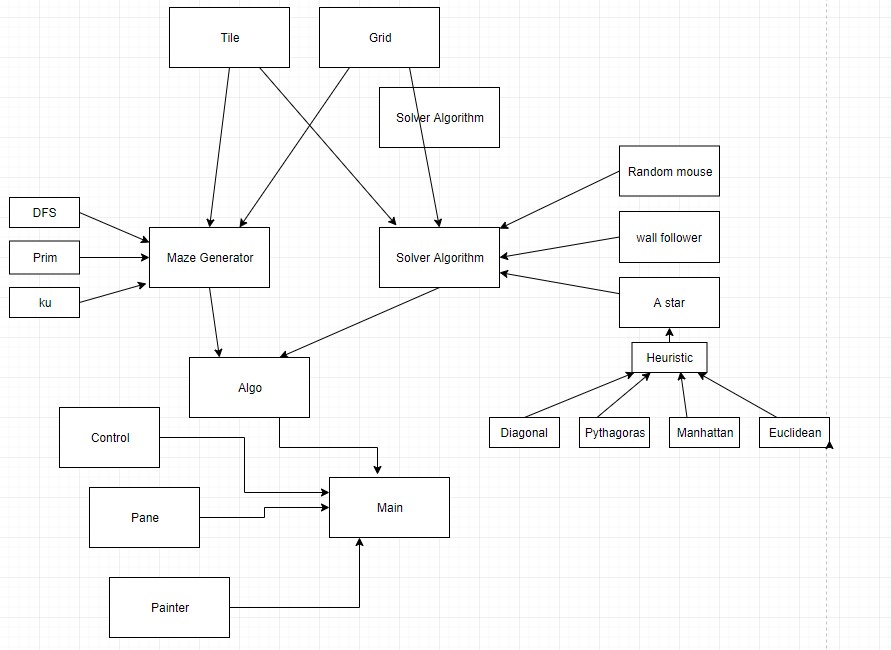 Tile
Grid
Solver Algorithm
Random mouse
DFS
wall follower
Prim
Maze Generator
Solver Algorithm
ku
A star
Heuristic
Algo
Diagonal
Pythagoras
Manhattan
Euclidean
Control
Main
Pane
Painter